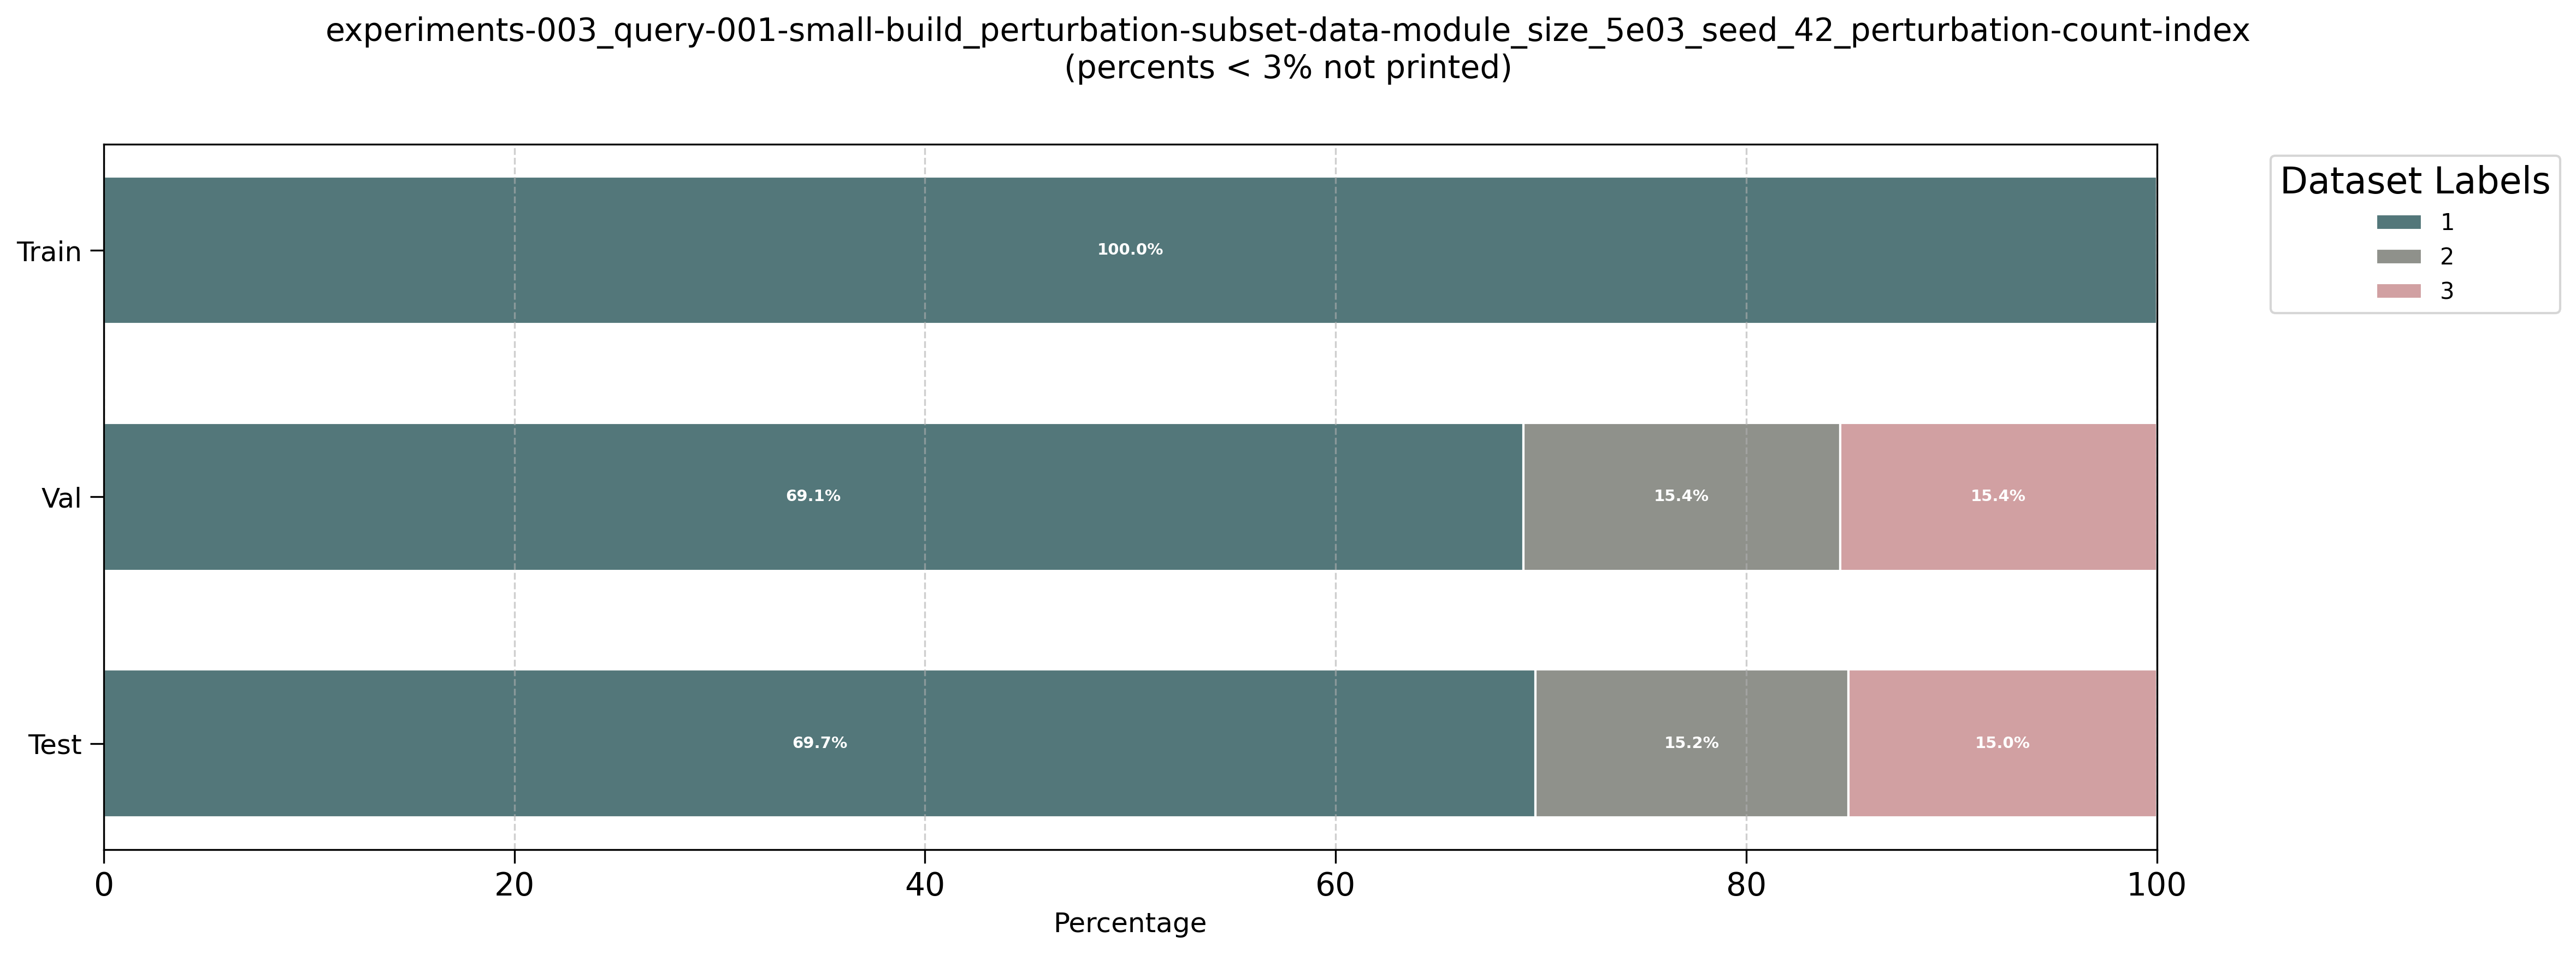 experiments-003_query-001-small-build_perturbation-subset-data-module_size_5e03_seed_42_perturbation-count-index
(percents < 3% not printed)
Dataset Labels
1
2
3
Train
100.0%
Val
69.1%
15.4%
15.4%
Test
69.7%
15.2%
15.0%
0
20
40
60
80
100
Percentage